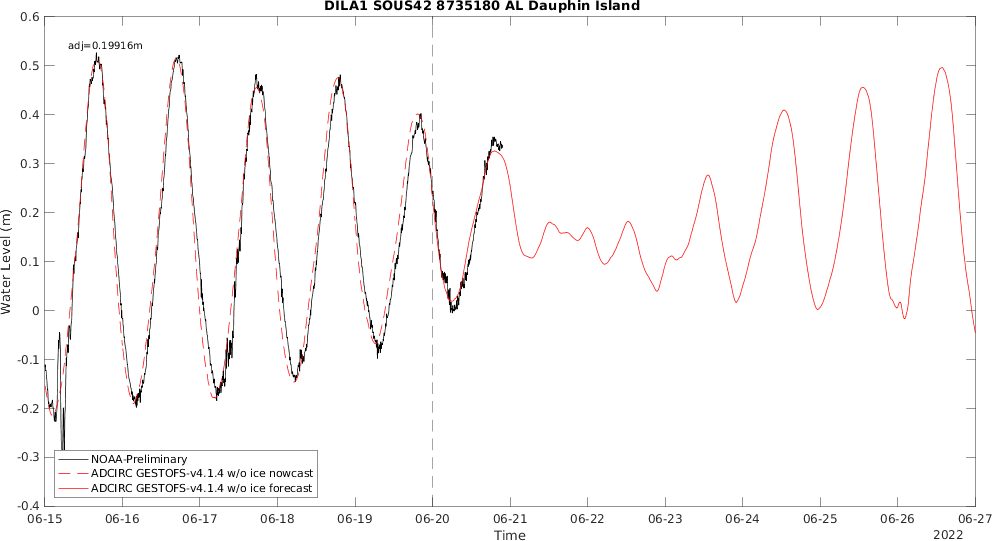 DILA1 SOUS42 8735180 AL Dauphin Island
adj=0.19916m
0.6
0.5
0.4
0.3
0.2
0.1
0
-0.1
-0.2
-0.3
-0.4
Water Level (m)
NOAA-Preliminary
ADCIRC GESTOFS-v4.1.4 w/o ice nowcast
ADCIRC GESTOFS-v4.1.4 w/o ice forecast
06-15 06-16 06-17 06-18 06-19 06-20 06-21 06-22 06-23 06-24 06-25 06-26 06-27
Time
2022